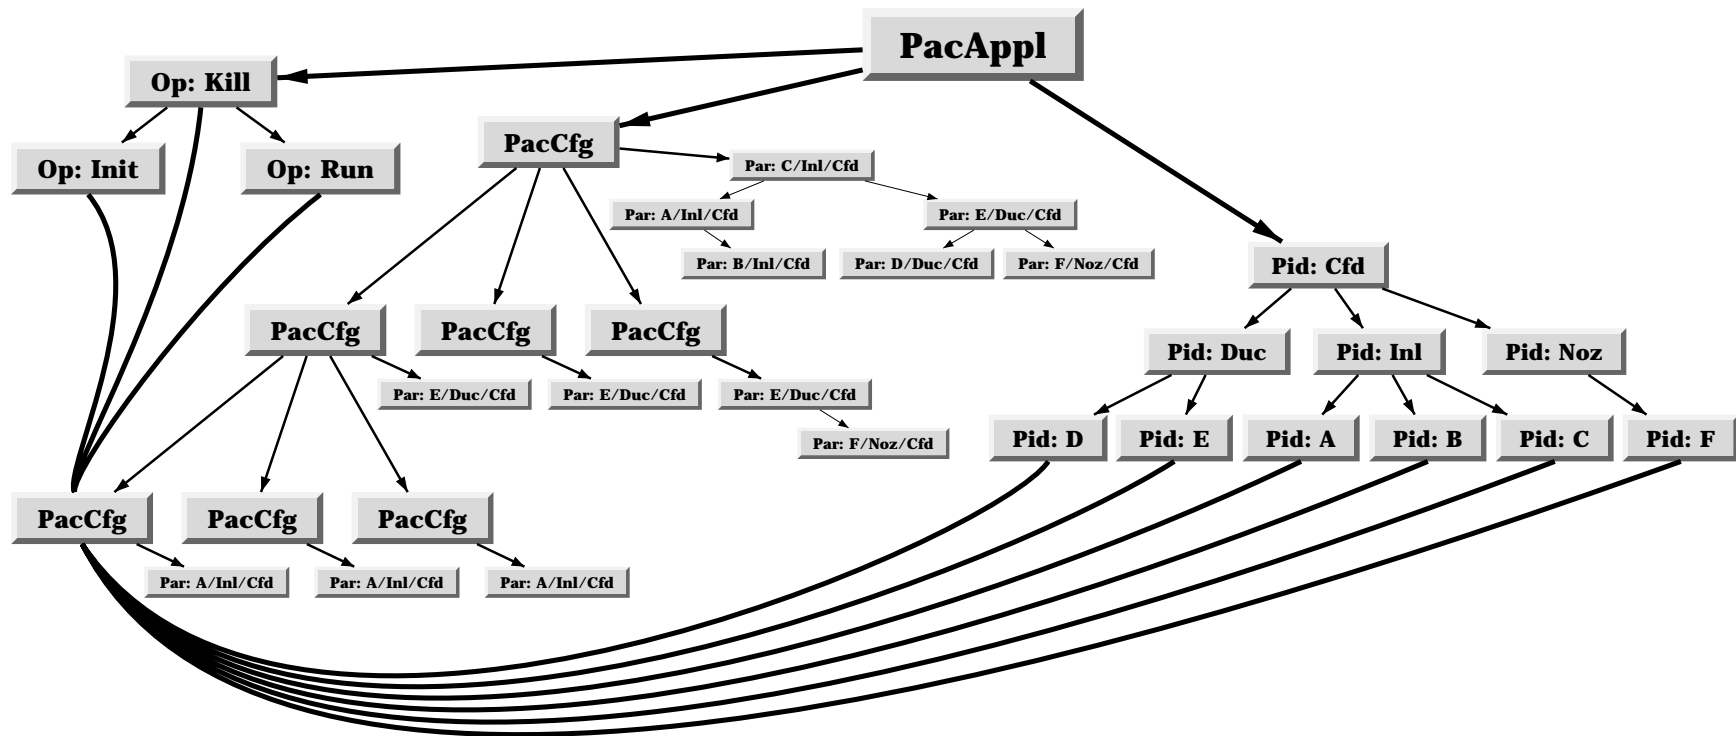 PacAppl
Op: Kill
PacCfg
Op: Init
Op: Run
Par: C/Inl/Cfd
Par: A/Inl/Cfd
Par: E/Duc/Cfd
Par: B/Inl/Cfd
Par: D/Duc/Cfd
Par: F/Noz/Cfd
Pid: Cfd
PacCfg
PacCfg
PacCfg
Pid: Duc
Pid: Inl
Pid: Noz
Par: E/Duc/Cfd
Par: E/Duc/Cfd
Par: E/Duc/Cfd
Par: F/Noz/Cfd
Pid: D
Pid: E
Pid: A
Pid: B
Pid: C
Pid: F
PacCfg
PacCfg
PacCfg
Par: A/Inl/Cfd
Par: A/Inl/Cfd
Par: A/Inl/Cfd